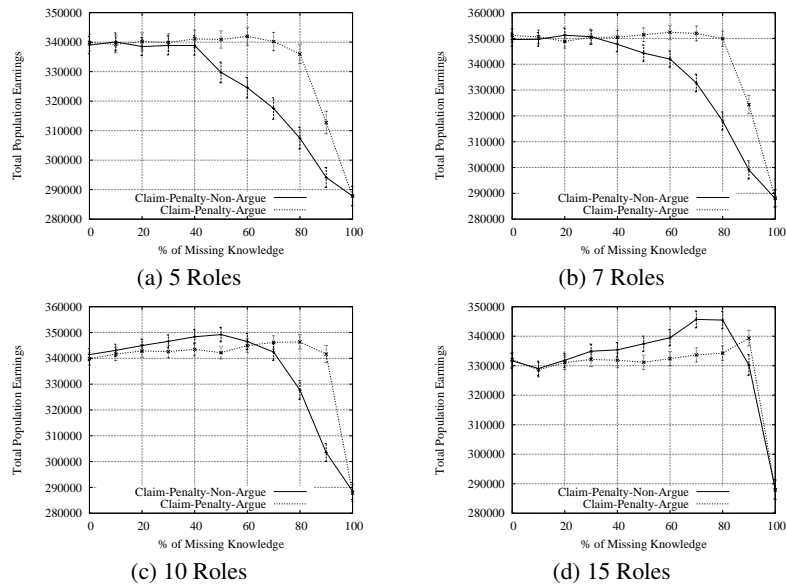 360000
350000
340000
330000
320000
310000
300000
290000
280000
Total Population Earnings
Claim-Penalty-Non-Argue
Claim-Penalty-Argue
0 20 40 60 80 100
% of Missing Knowledge
(a) 5 Roles
360000
350000
340000
330000
320000
310000
300000
290000
280000
Total Population Earnings
Claim-Penalty-Non-Argue
Claim-Penalty-Argue
0 20 40 60 80 100
% of Missing Knowledge
(b) 7 Roles
360000
350000
340000
330000
320000
310000
300000
290000
280000
Total Population Earnings
Claim-Penalty-Non-Argue
Claim-Penalty-Argue
0 20 40 60 80 100
% of Missing Knowledge
(c) 10 Roles
350000
340000
330000
320000
310000
300000
290000
280000
Total Population Earnings
Claim-Penalty-Non-Argue
Claim-Penalty-Argue
0 20 40 60 80 100
% of Missing Knowledge
(d) 15 Roles